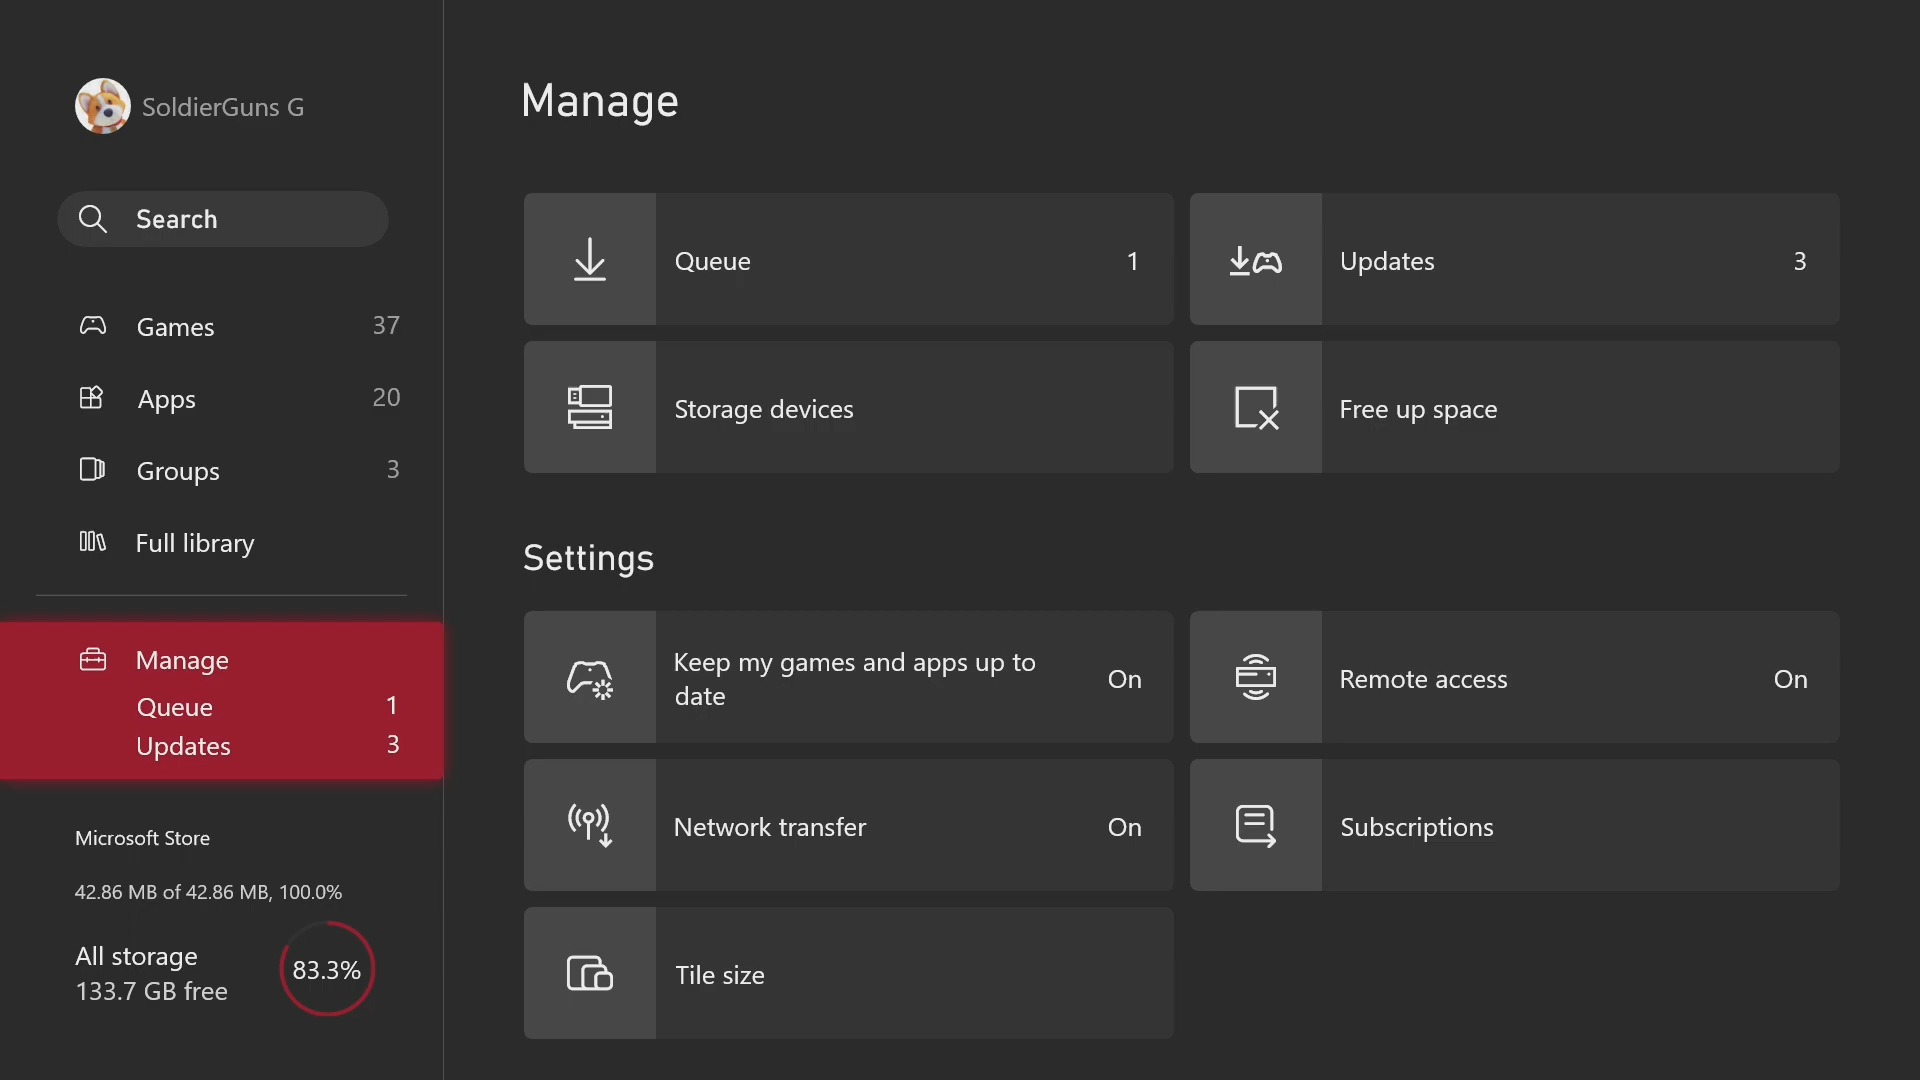 SoldierGuns G
Search
Games 37
Apps 20
Groups 3
Full library
Manage
Queue 1
Updates 3
Microsoft Store
42.86 MB of 42.86 MB, 100.0%
All storage
133.7 GB free
83.3%
Manage
Queue 1
Updates 3
Storage devices
Free up space
Settings
Keep my games and apps up to
date
On
Remote access On
Network transfer On
Subscriptions
Tile size